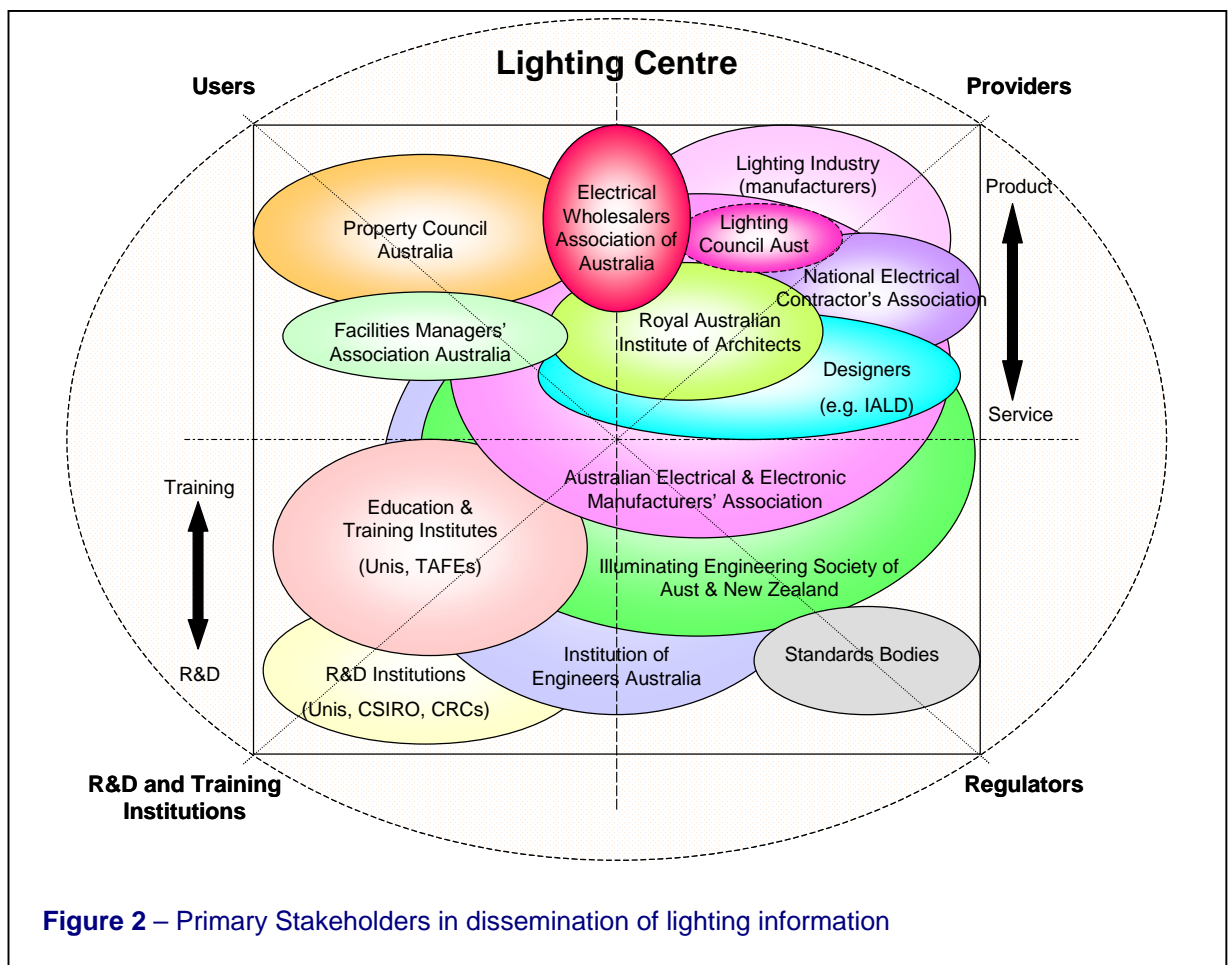 Lighting Centre
Users
Providers
Lighting Industry
(manufacturers)
Product
Electrical
Wholesalers
Association of
Australia
Property Council
Australia
Lighting
Council Aust
National Electrical
Contractor’s Association
Facilities Managers’
Association Australia
Royal Australian
Institute of Architects
Designers
(e.g. IALD)
Service
Training
Australian Electrical & Electronic
Manufacturers’ Association
Education &
Training Institutes
(Unis, TAFEs)
Illuminating Engineering Society of
Aust & New Zealand
R&D
R&D Institutions
(Unis, CSIRO, CRCs)
Institution of
Engineers Australia
Standards Bodies
R&D and Training
Institutions
Regulators
Figure 2 – Primary Stakeholders in dissemination of lighting information